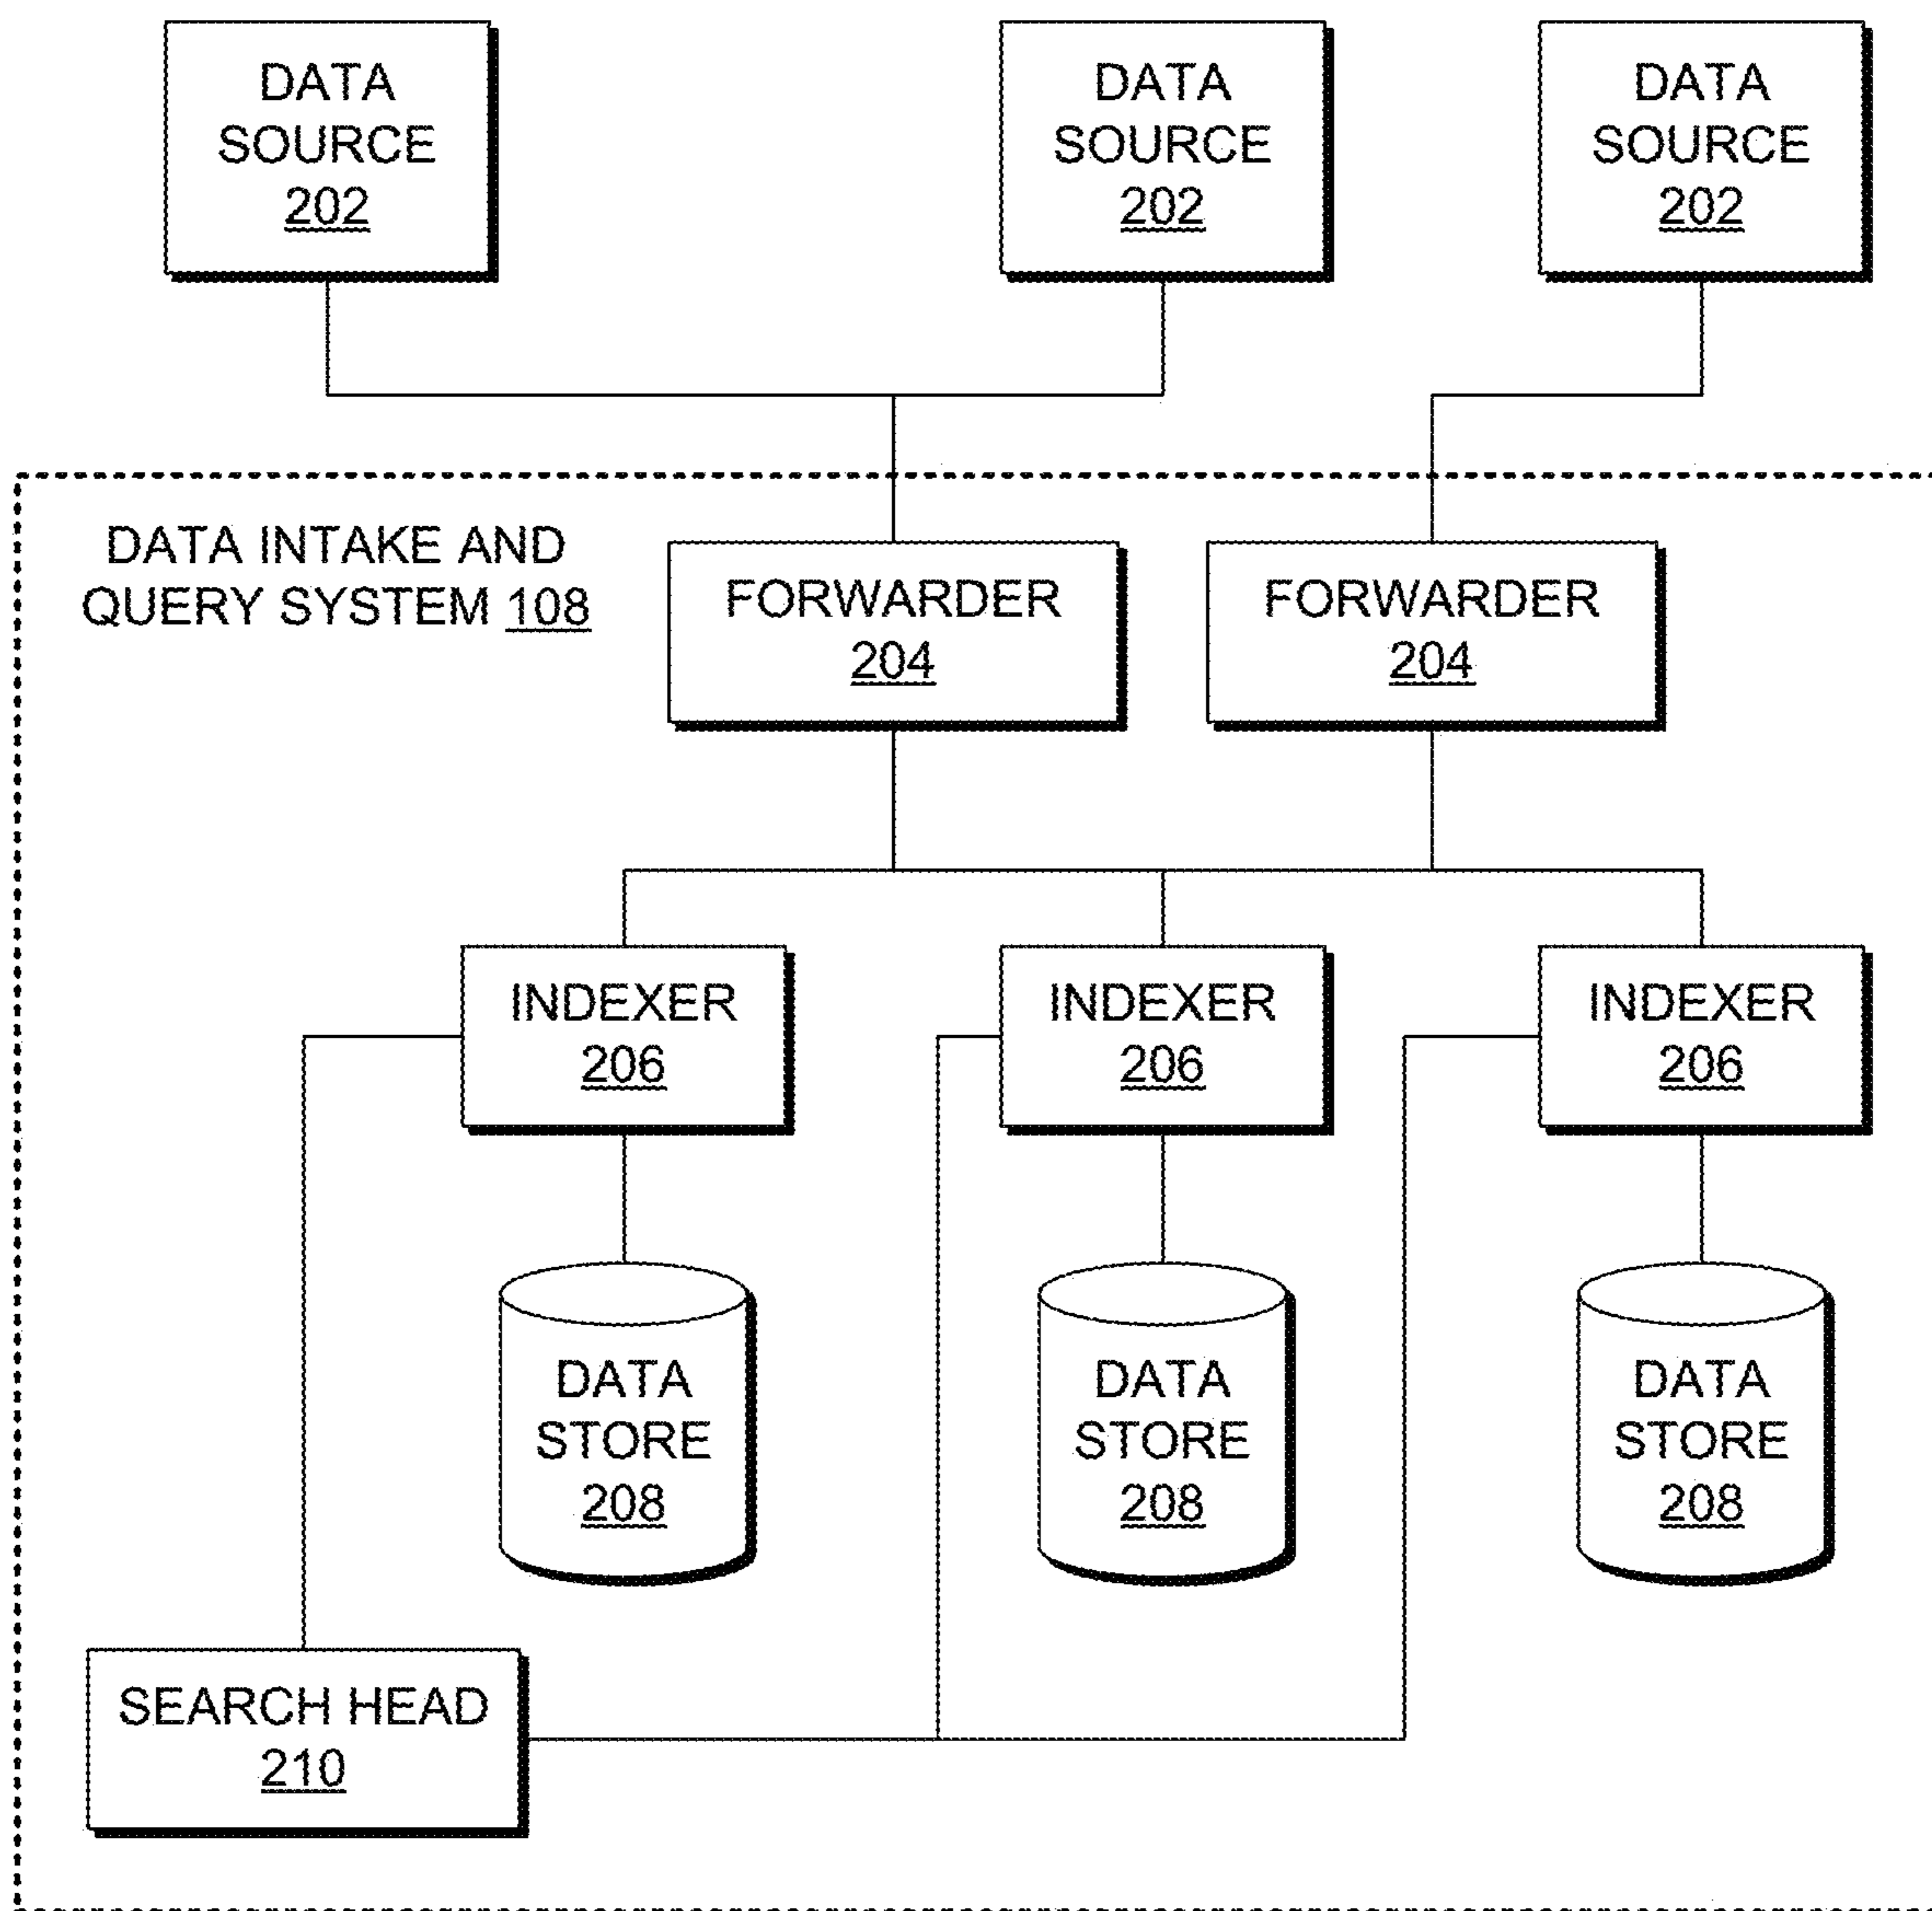 DATA
SOURCE
202
DATA
SOURCE
202
DATA
SOURCE
202
DATA INTAKE AND
QUERY SYSTEM 108
FORWARDER
204
FORWARDER
204
INDEXER
206
INDEXER
206
INDEXER
206
DATA
STORE
208
DATA
STORE
208
DATA
STORE
208
SEARCH HEAD
210